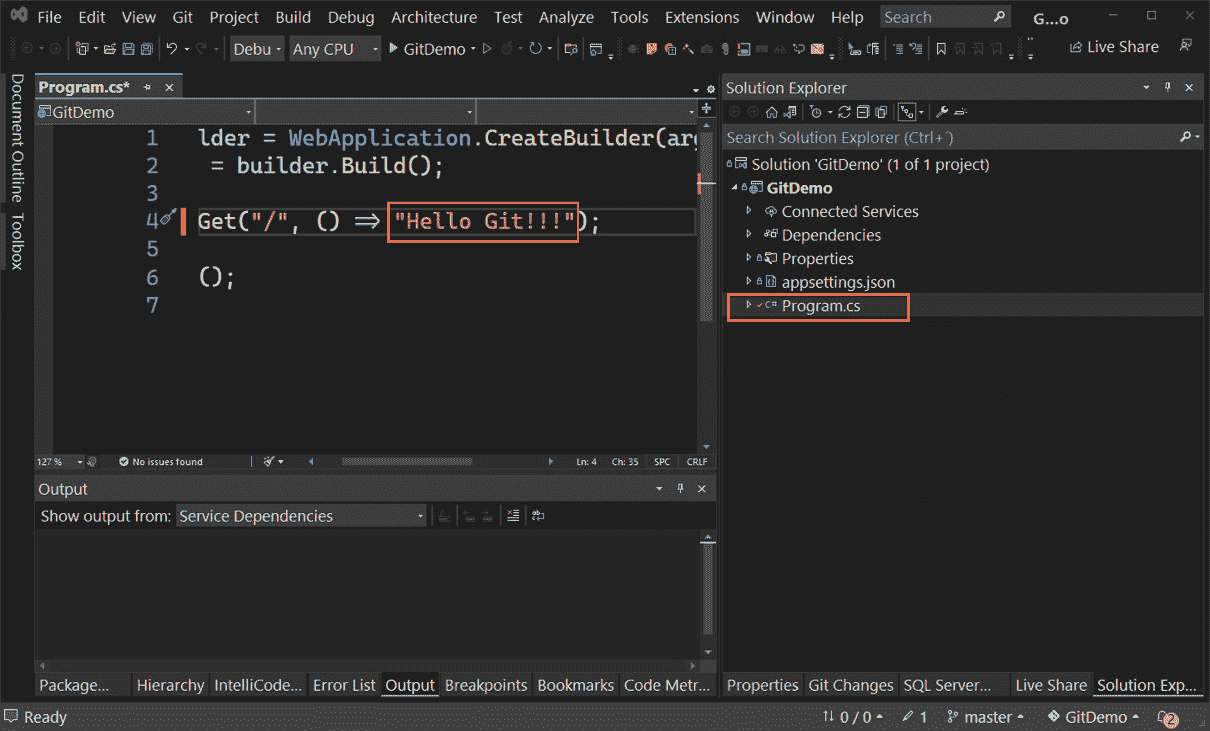 File Edit View Git Project Build Debug Architecture Test Analyze Tools Extensions Window Help Search G...o
Debug Any CPU GitDemo Live Share
Document Outline
Toolbox
Program.cs*
GitDemo
1 lder = WebApplication.CreateBuilder(arg
2 = builder.Build();
3
4 Get("/", () => "Hello Git!!!");
5
6 ();
7
127 % No issues found Ln: 4 Ch: 35 SPC CRLF
Output
Show output from: Service Dependencies
Package... Hierarchy IntelliCode... Error List Output Breakpoints Bookmarks Code Metr...
Solution Explorer
Search Solution Explorer (Ctrl+´)
Solution 'GitDemo' (1 of 1 project)
GitDemo
Connected Services
Dependencies
Properties
appsettings.json
C# Program.cs
Properties Git Changes SQL Server... Live Share Solution Exp...
Ready 0 / 0 1 master GitDemo 2